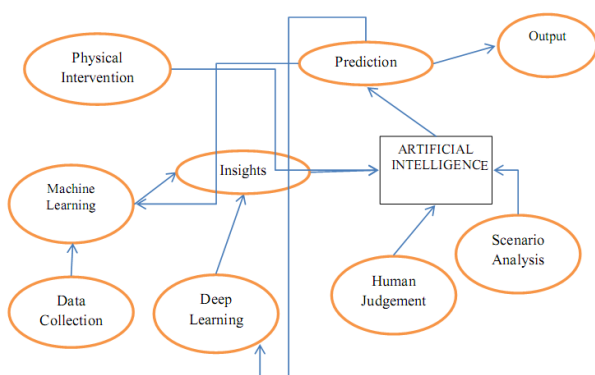 Physical
Intervention
Prediction
Output
ARTIFICIAL
INTELLIGENCE
Insights
Machine
Learning
Scenario
Analysis
Human
Judgement
Data
Collection
Deep
Learning